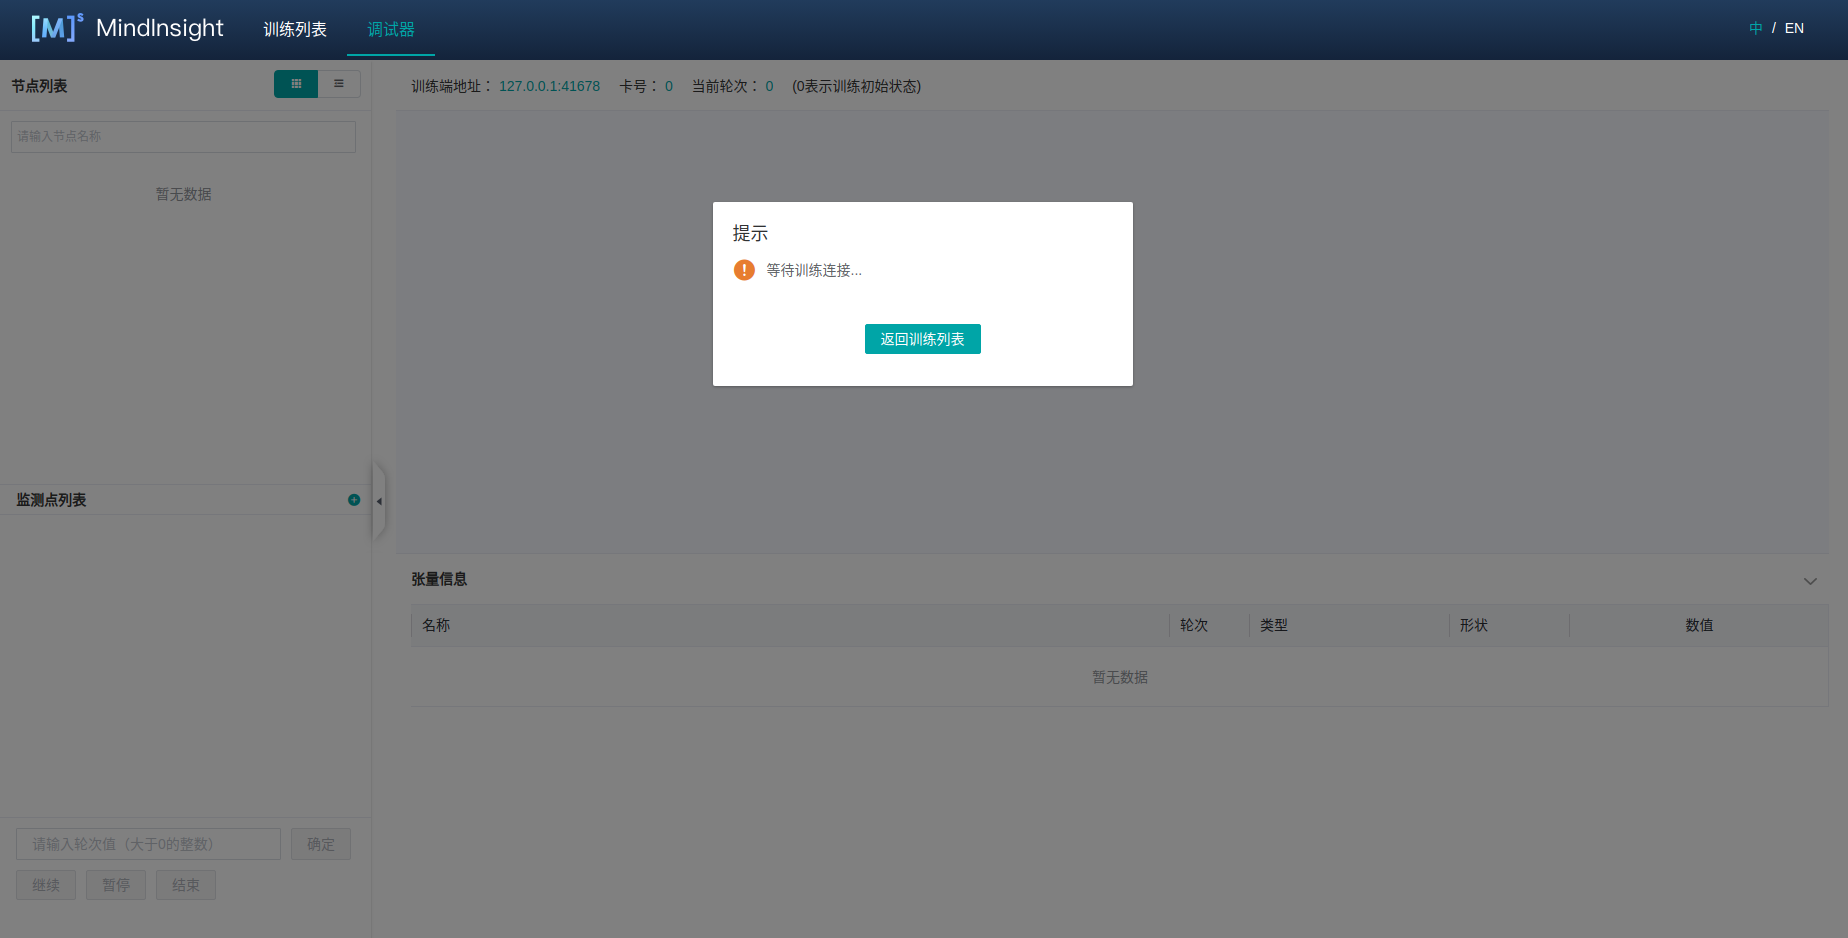 [M]s MindInsight 训练列表 调试器 中 / EN
节点列表
训练端地址： 127.0.0.1:41678 卡号： 0 当前轮次： 0 (0表示训练初始状态)
请输入节点名称
暂无数据
提示
等待训练连接...
返回训练列表
监测点列表
张量信息
名称 轮次 类型 形状 数值
暂无数据
请输入轮次值（大于0的整数） 确定
继续 暂停 结束